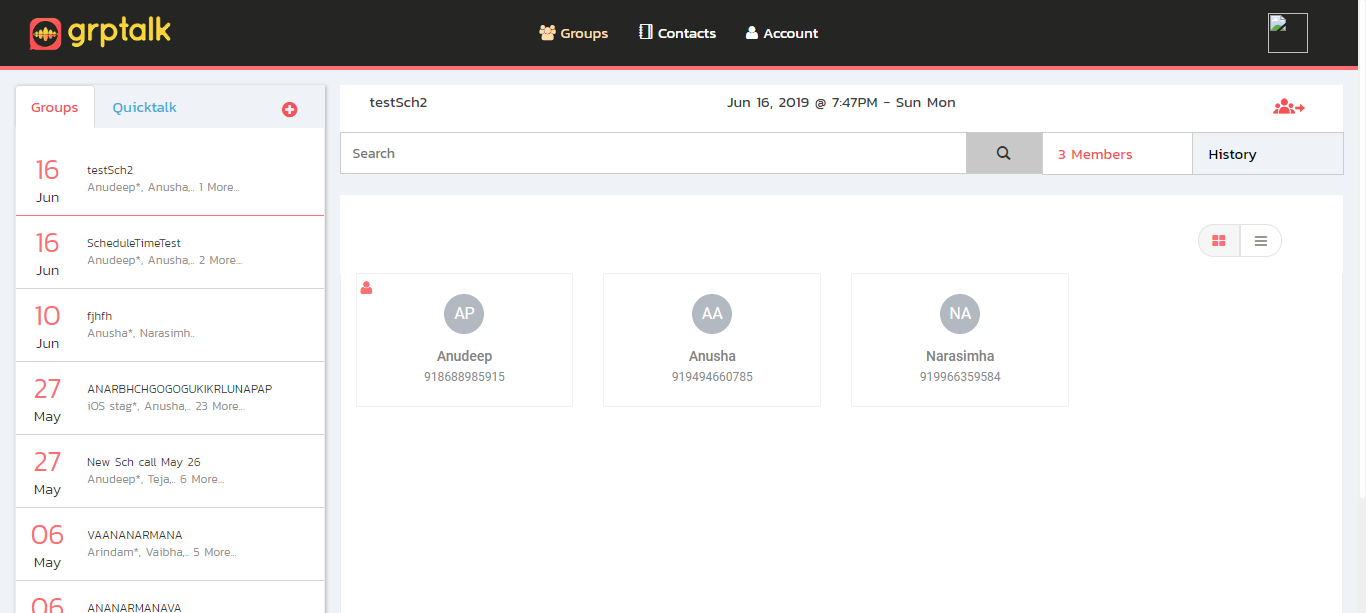 grptalk
Groups
Contacts
Account
Groups
Quicktalk
16
Jun
testSch2
Anudeep*, Anusha,.. 1 More...
16
Jun
ScheduleTimeTest
Anudeep*, Anusha,.. 2 More...
10
Jun
fjhfh
Anusha*, Narasimh..
27
May
ANARBHCHGOGOGUKIKRLUNAPAP
iOS stag*, Anusha,.. 23 More...
27
May
New Sch call May 26
Anudeep*, Teja,.. 6 More...
06
May
VAANANARMANA
Arindam*, Vaibha,.. 5 More...
06
ANANARMANAVA
testSch2
Jun 16, 2019 @ 7:47PM - Sun Mon
Search
3 Members
History
AP
Anudeep
918688985915
AA
Anusha
919494660785
NA
Narasimha
919966359584